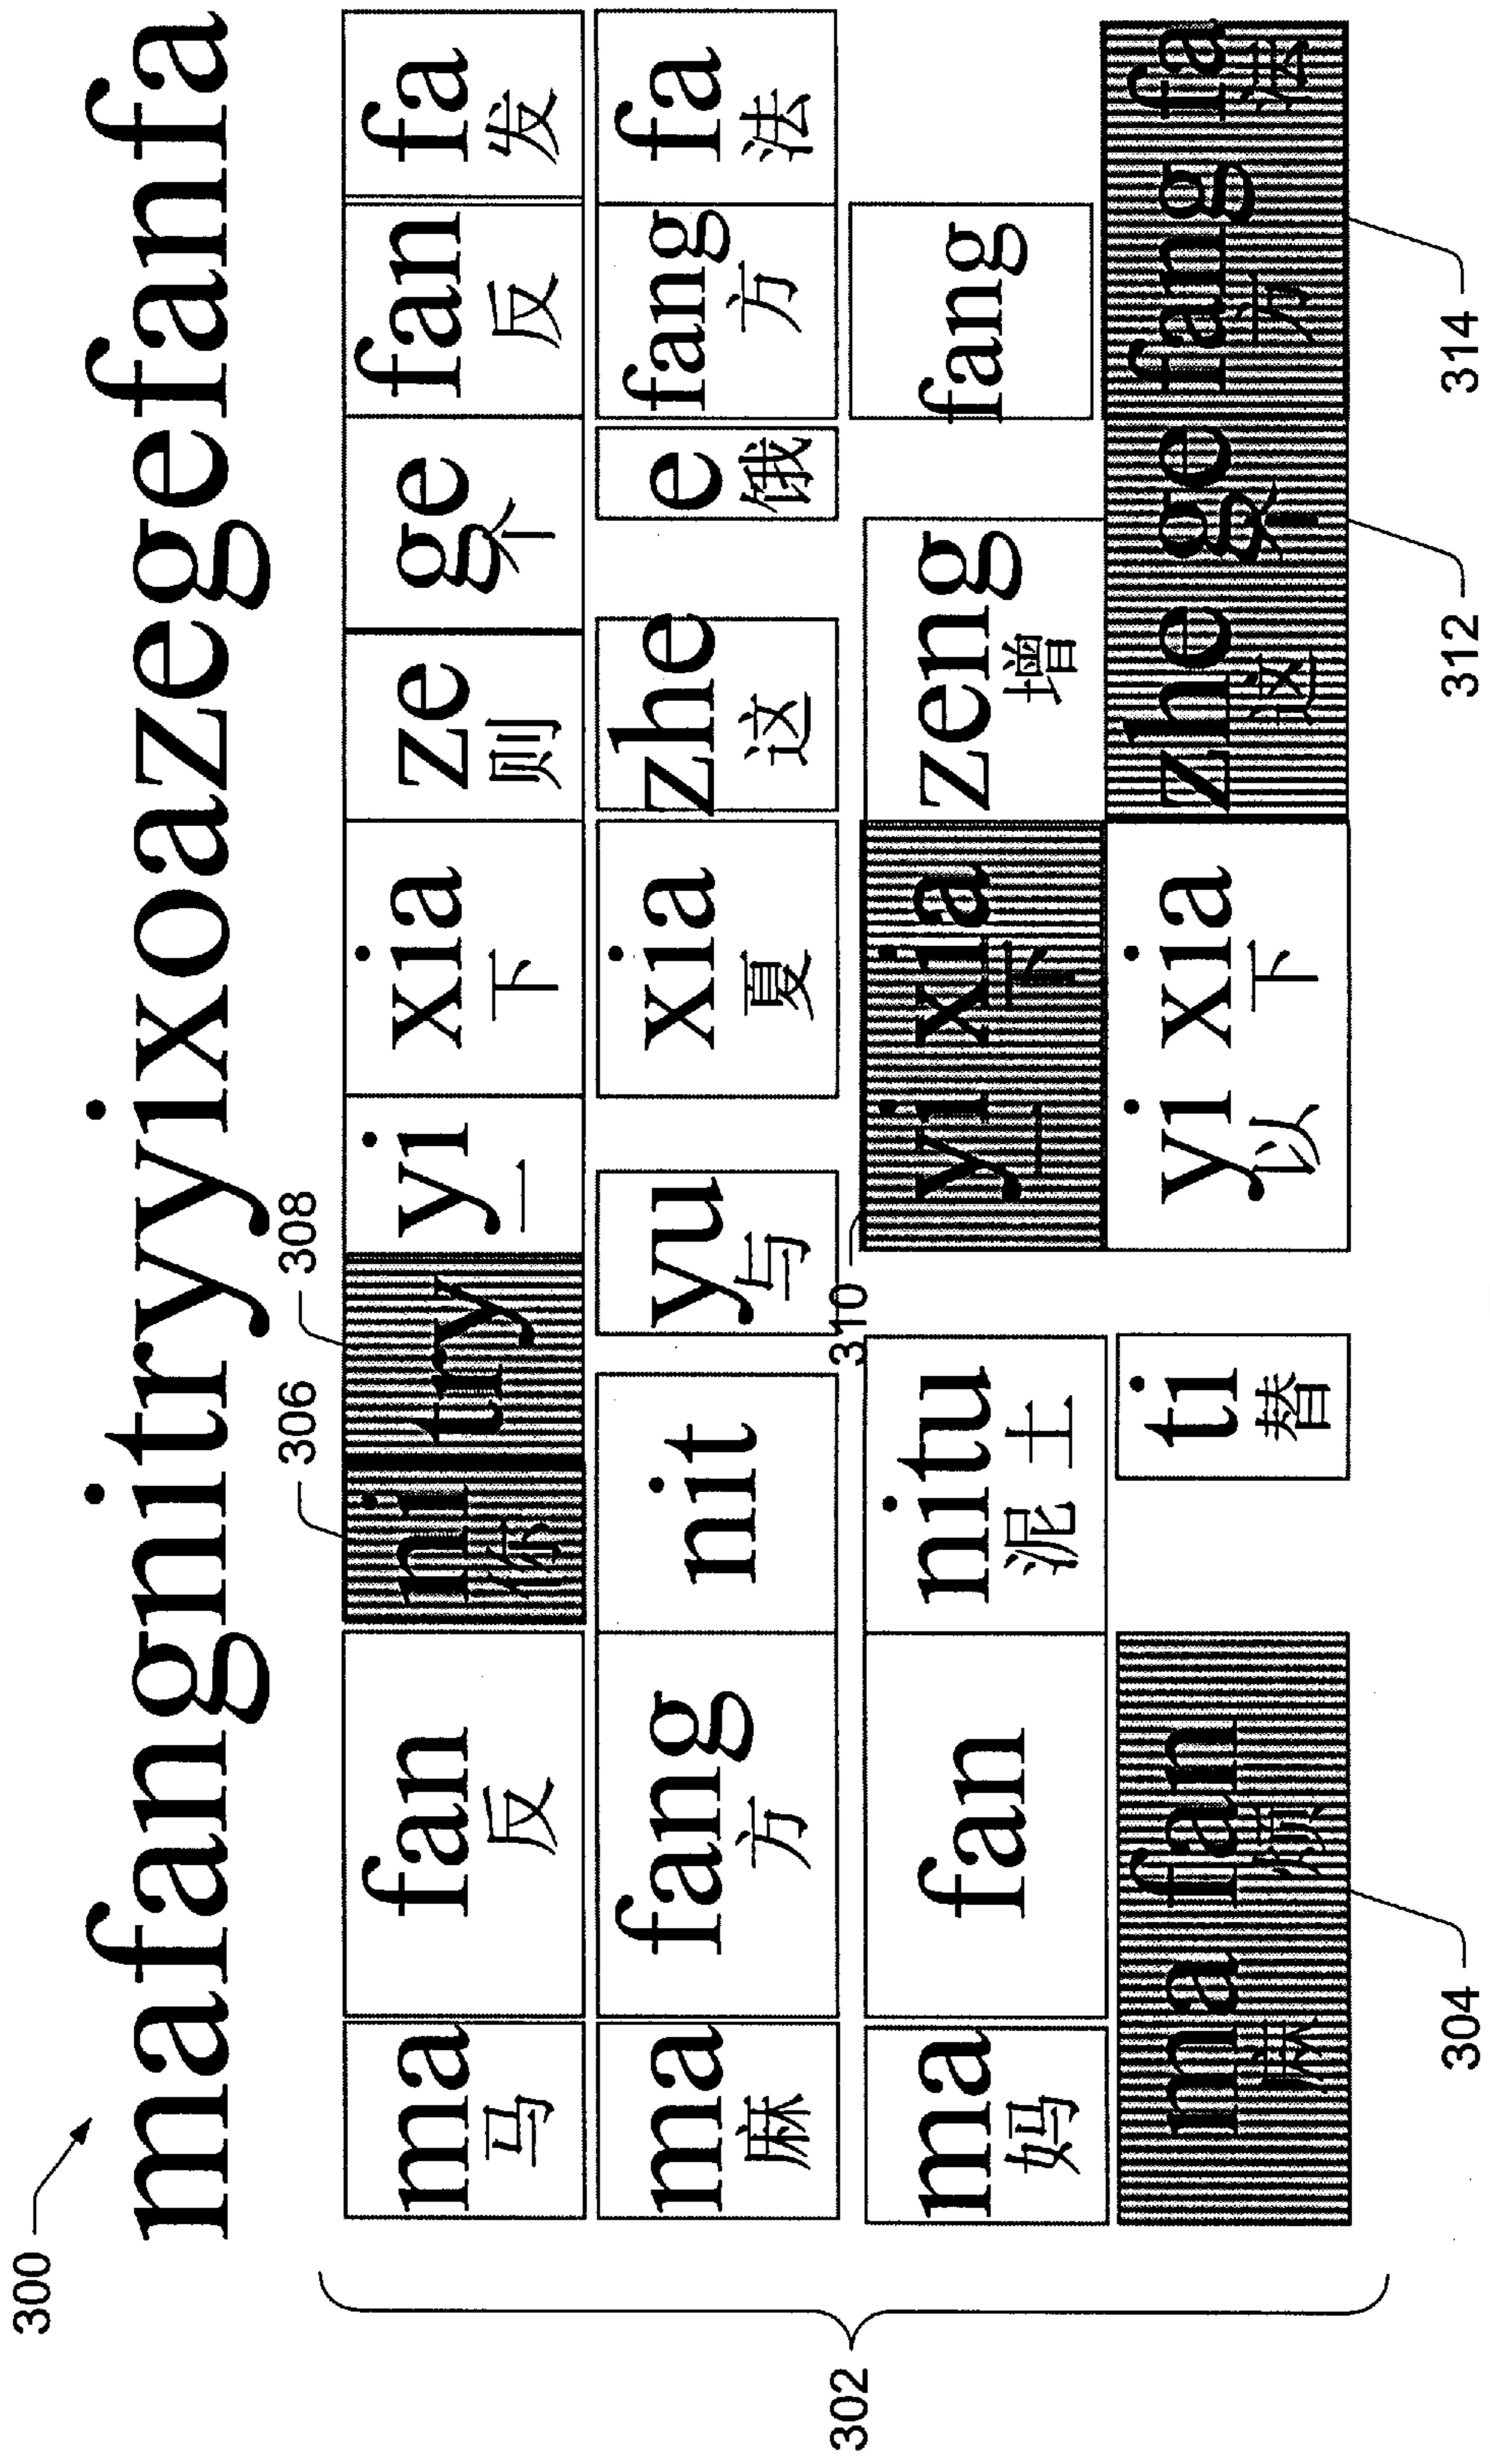 300
mafangnitryyixoazegefanfa
306 308
ma fan ni try yi xia ze ge fan fa
马 反 你 一 下 则 个 反 发
ma fang nit yu xia zhe e fang fa
麻 方 与 夏 这 饿 方 法
302
310
ma fan nitu yi xia zeng fang
妈 泥土 一 下 增
ma fan ti yi xia zhe ge fang fa
麻 烦 替 以 下 这 个 方 法
304 312 314